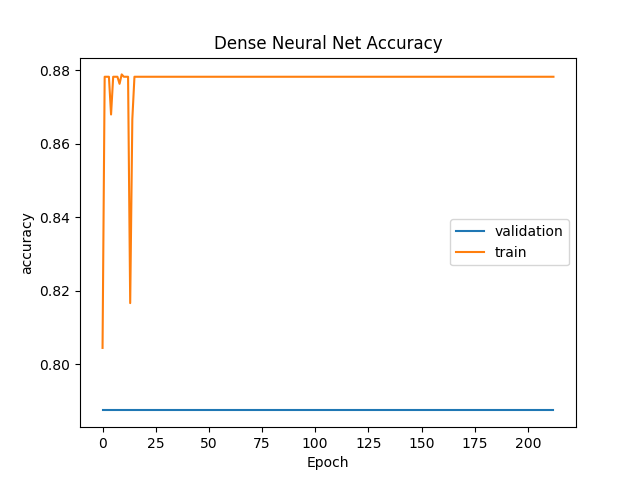 Dense Neural Net Accuracy
0.88
0.86
0.84
0.82
0.80
accuracy
validation
train
0 25 50 75 100 125 150 175 200
Epoch